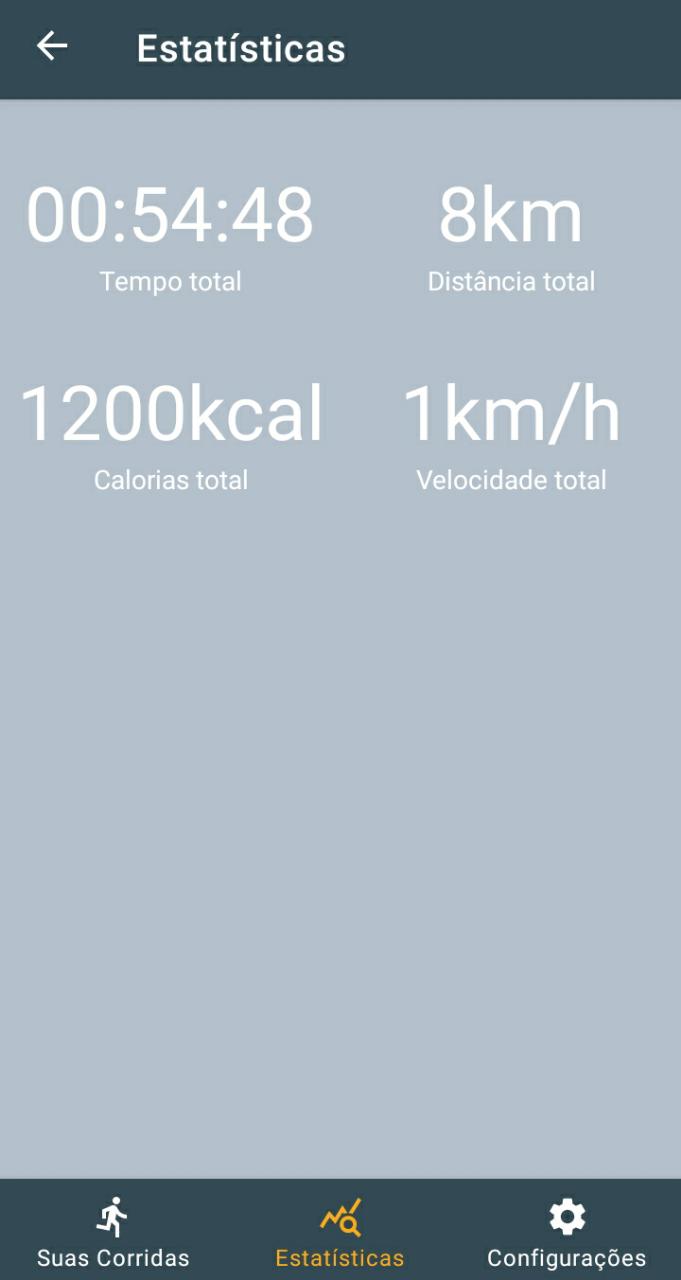 Estatísticas
00:54:48
8km
Tempo total
Distância total
1200kcal
1km/h
Calorias total
Velocidade total
Suas Corridas
Estatísticas
Configurações